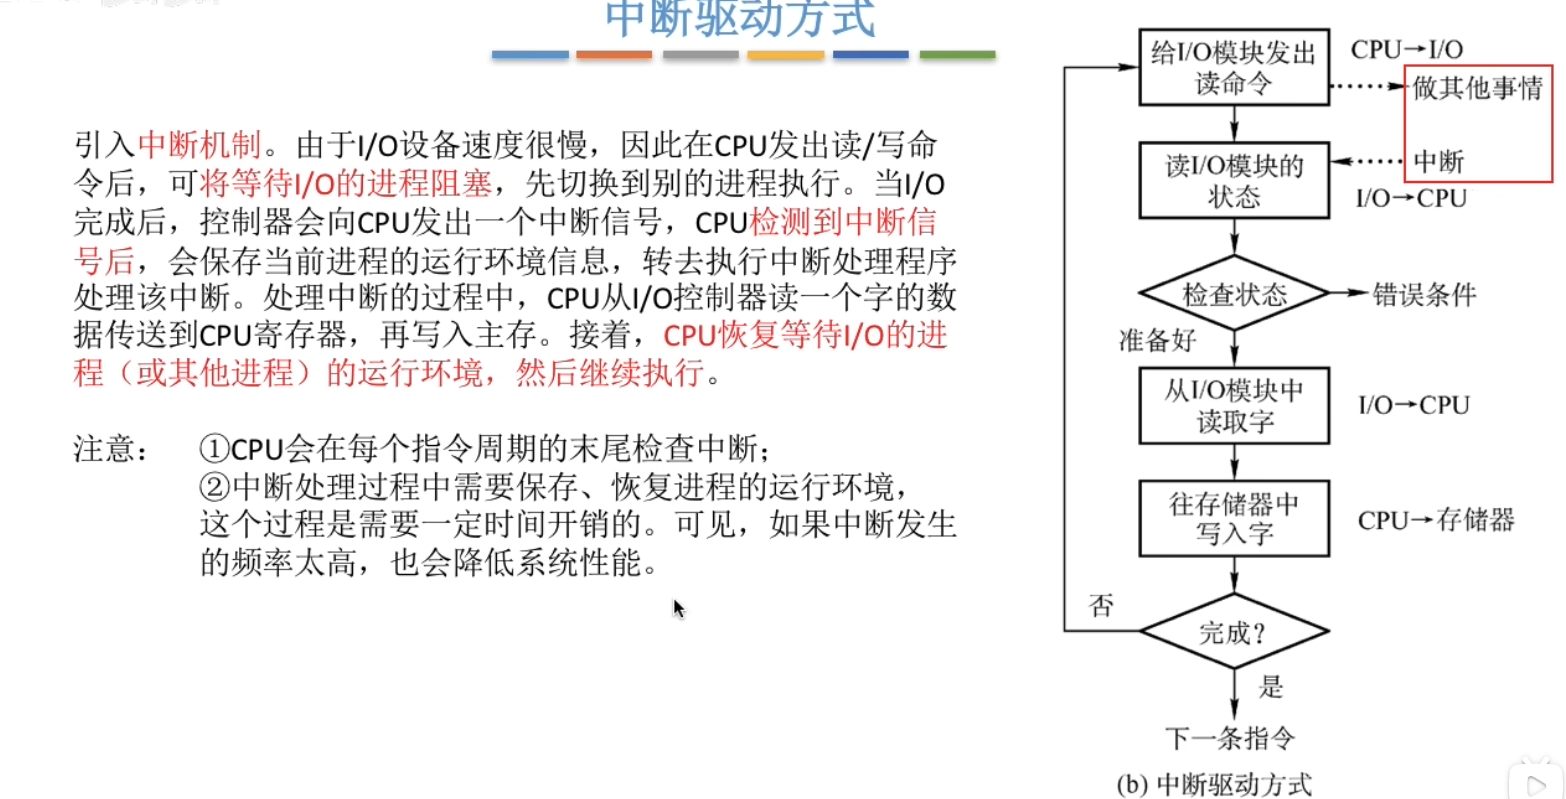 中断驱动方式
引入中断机制。由于I/O设备速度很慢，因此在CPU发出读/写命
令后，可将等待I/O的进程阻塞，先切换到别的进程执行。当I/O
完成后，控制器会向CPU发出一个中断信号，CPU检测到中断信
号后，会保存当前进程的运行环境信息，转去执行中断处理程序
处理该中断。处理中断的过程中，CPU从I/O控制器读一个字的数
据传送到CPU寄存器，再写入主存。接着，CPU恢复等待I/O的进
程（或其他进程）的运行环境，然后继续执行。
注意： ①CPU会在每个指令周期的末尾检查中断；
②中断处理过程中需要保存、恢复进程的运行环境，
这个过程是需要一定时间开销的。可见，如果中断发生
的频率太高，也会降低系统性能。
给I/O模块发出
读命令
CPU→I/O
做其他事情
读I/O模块的
状态
中断
I/O→CPU
检查状态
错误条件
准备好
从I/O模块中
读取字
I/O→CPU
往存储器中
写入字
CPU→存储器
否
完成？
是
下一条指令
(b) 中断驱动方式